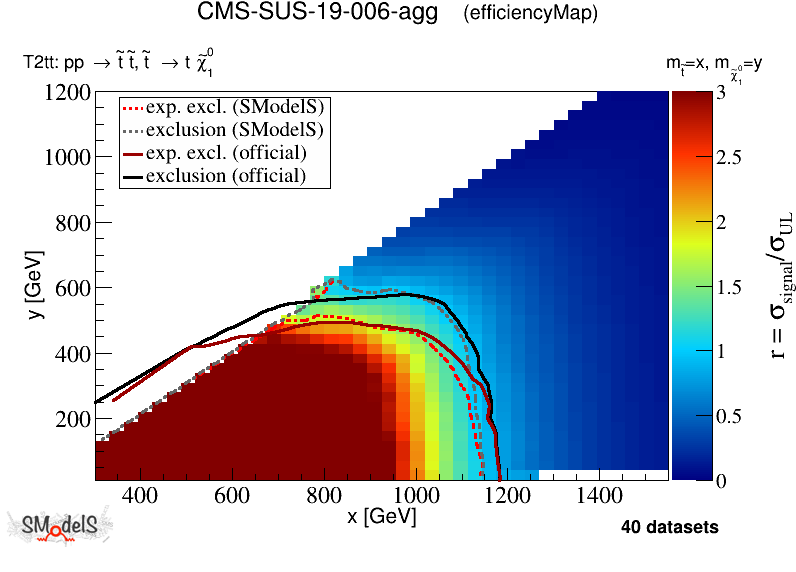 CMS-SUS-19-006-agg (efficiencyMap)
T2tt: pp → t̃ t̃, t̃ → t χ̃₁⁰
m_t̃=x, m_χ̃₁⁰=y
exp. excl. (SModelS)
exclusion (SModelS)
exp. excl. (official)
exclusion (official)
1200
1000
800
600
400
200
y [GeV]
400 600 800 1000 1200 1400
x [GeV]
3
2.5
2
1.5
1
0.5
0
r = σ_signal/σ_UL
SModelS
40 datasets